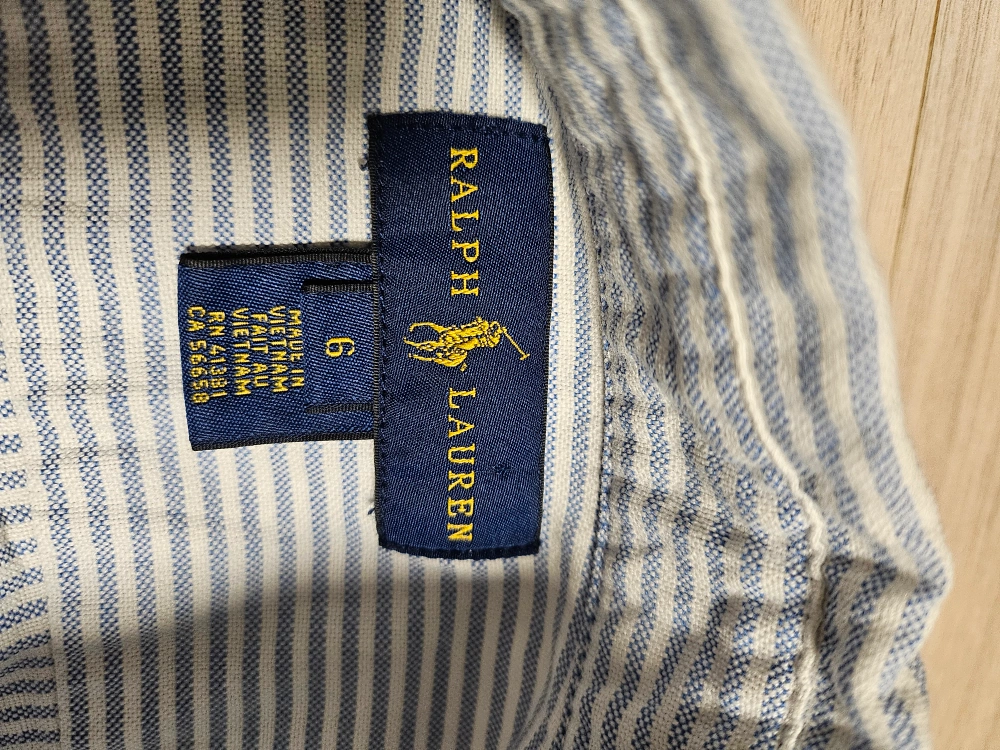 RALPH LAUREN
6
MADE IN
VIETNAM
FAIT AU
VIETNAM
RN 41381
CA 56658